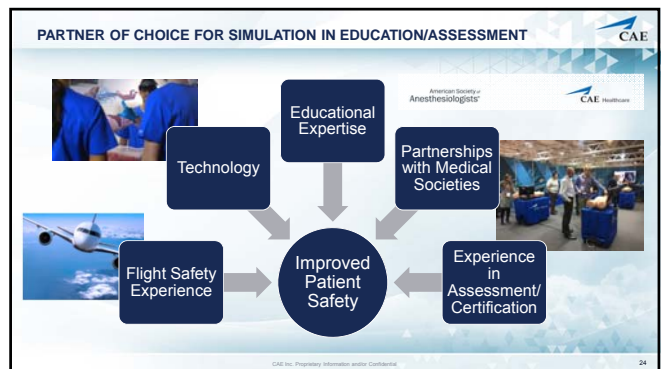 PARTNER OF CHOICE FOR SIMULATION IN EDUCATION/ASSESSMENT
CAE
American Society of
Anesthesiologists®
CAE Healthcare
Educational
Expertise
Technology
Partnerships
with Medical
Societies
Flight Safety
Experience
Improved
Patient
Safety
Experience
in
Assessment/
Certification
CAE Inc. Proprietary Information and/or Confidential
24